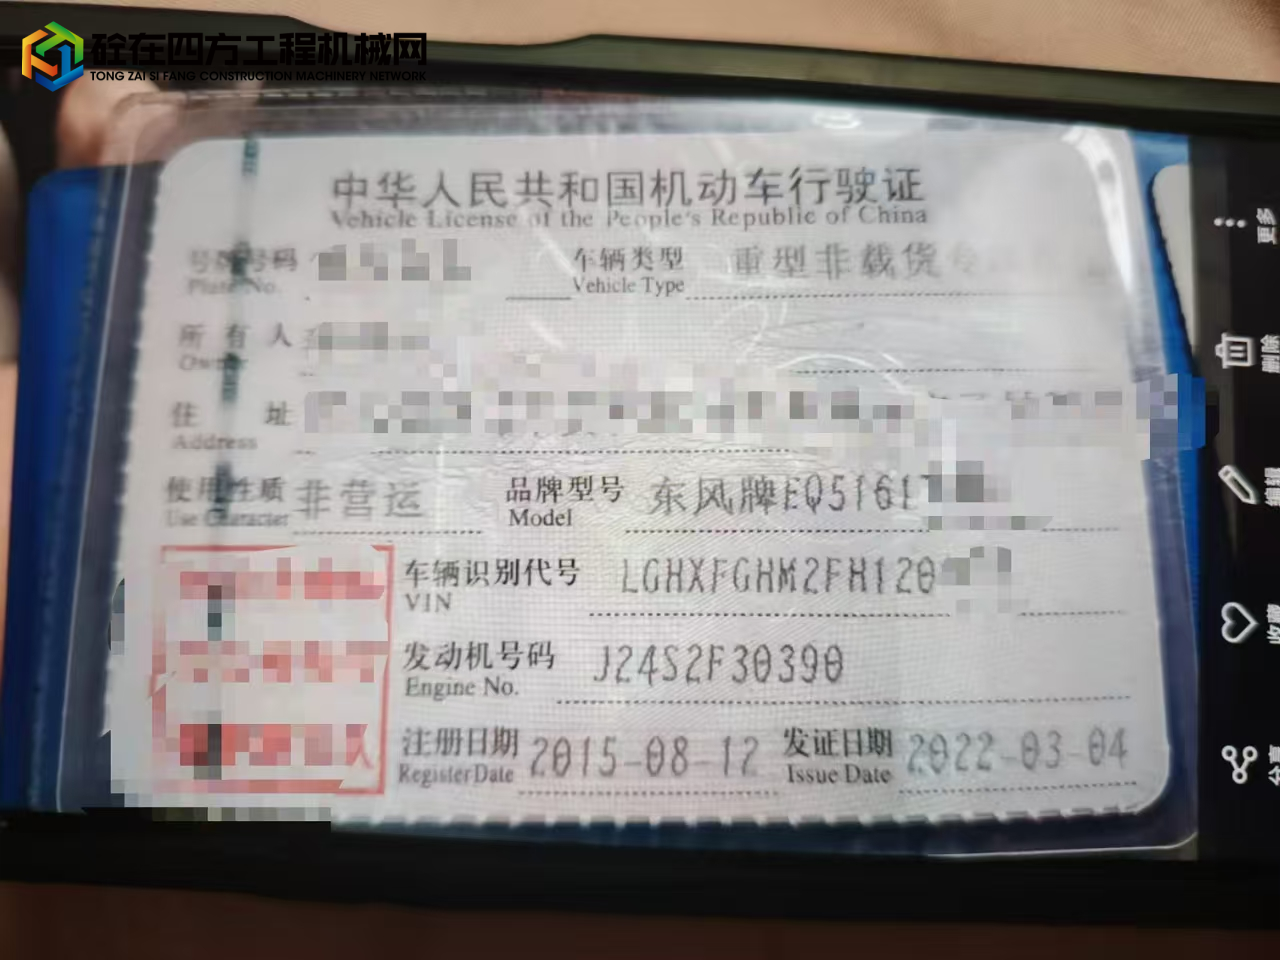 砼在四方工程机械网
TONG ZAI SI FANG CONSTRUCTION MACHINERY NETWORK
中华人民共和国机动车行驶证
Vehicle License of the People's Republic of China
号牌号码 车辆类型 重型非载货专
Plate No. Vehicle Type
所有人
Owner
住址
Address
使用性质 非营运 品牌型号 东风牌EQ5161
Use Character Model
车辆识别代号 LGHXFGHM2FH120
VIN
发动机号码 J24S2F30390
Engine No.
注册日期 2015-08-12 发证日期 2022-03-04
Register Date Issue Date
更多
删除
编辑
收藏
分享